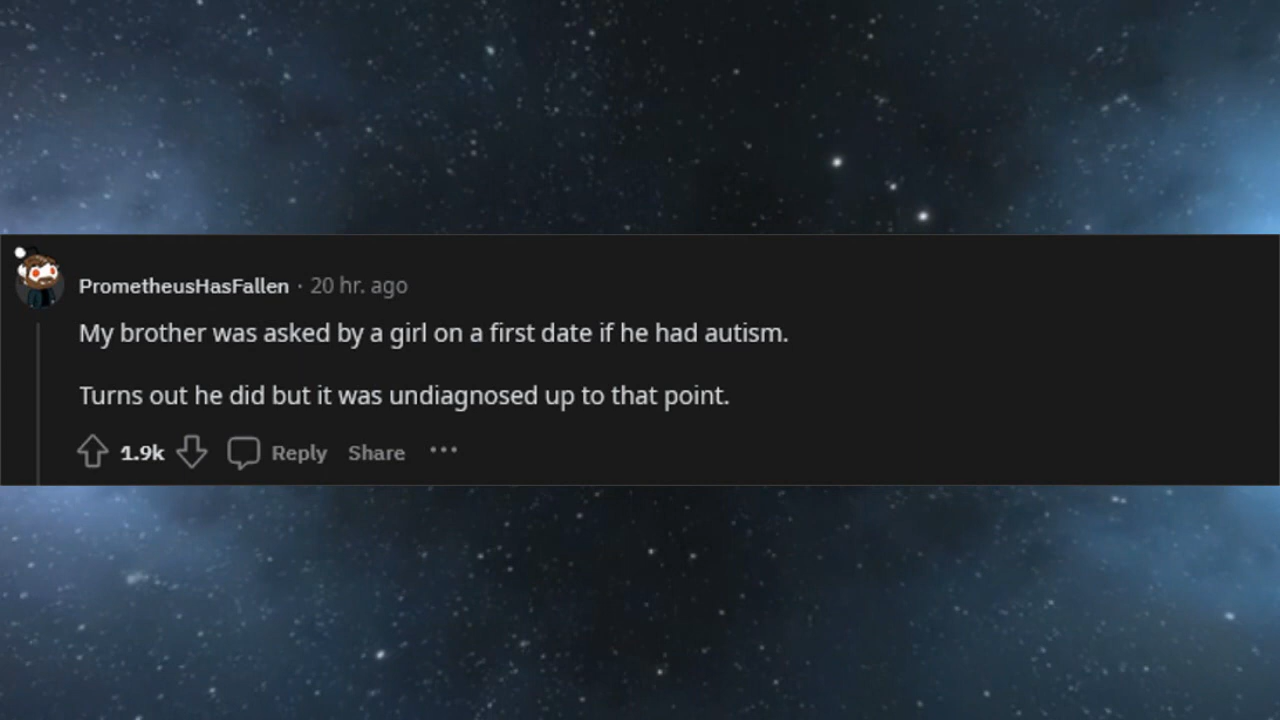 PrometheusHasFallen · 20 hr. ago
My brother was asked by a girl on a first date if he had autism.
Turns out he did but it was undiagnosed up to that point.
1.9k Reply Share ···